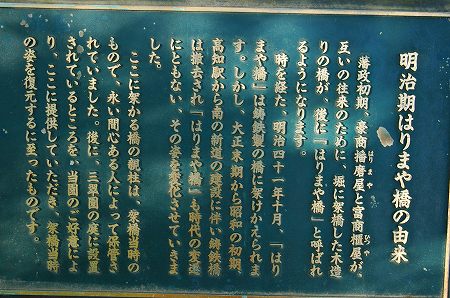 明治期はりまや橋の由来
藩政初期、豪商播磨屋と富商櫃屋が、
はりまや
ひつや
互いの往来のために、堀に架橋した木造
りの橋が、後に「はりまや橋」と呼ばれ
るようになります。
時を経た、明治四十一年十月、「はり
まや橋」は鋳鉄製の橋に架けかえられま
す。しかし、大正末期から昭和の初期、
高知駅から南の新道の建設に伴い鋳鉄橋
は撤去され「はりまや橋」も時代の変遷
にともない、その姿を変化させていきま
した。
ここに架かる橋の親柱は、架橋当時の
もので、永い間心ある人によって保管さ
れていました。後に、三翠園の庭に設置
されているところを、当園のご好意によ
り、ここに提供していただき、架橋当時
の姿を復元するに至ったものです。